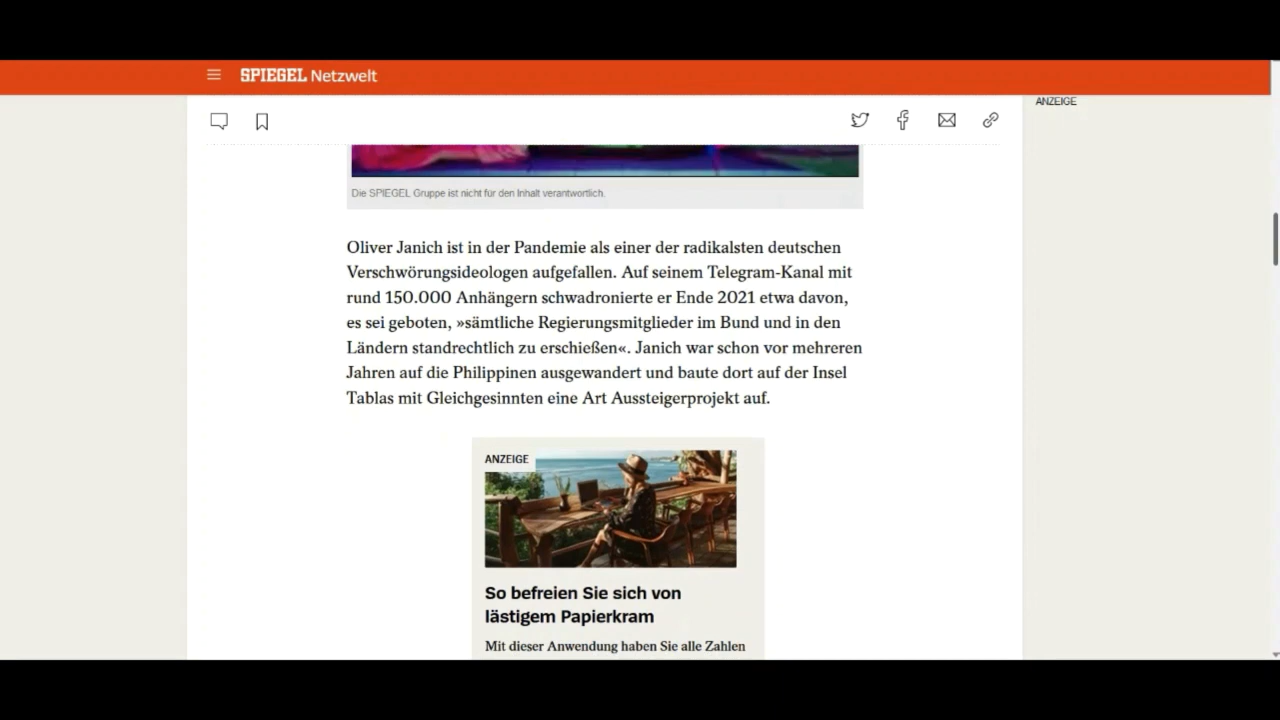 SPIEGEL Netzwelt
ANZEIGE
Die SPIEGEL Gruppe ist nicht für den Inhalt verantwortlich.
Oliver Janich ist in der Pandemie als einer der radikalsten deutschen
Verschwörungsideologen aufgefallen. Auf seinem Telegram-Kanal mit
rund 150.000 Anhängern schwadronierte er Ende 2021 etwa davon,
es sei geboten, »sämtliche Regierungsmitglieder im Bund und in den
Ländern standrechtlich zu erschießen«. Janich war schon vor mehreren
Jahren auf die Philippinen ausgewandert und baute dort auf der Insel
Tablas mit Gleichgesinnten eine Art Aussteigerprojekt auf.
ANZEIGE
So befreien Sie sich von
lästigem Papierkram
Mit dieser Anwendung haben Sie alle Zahlen